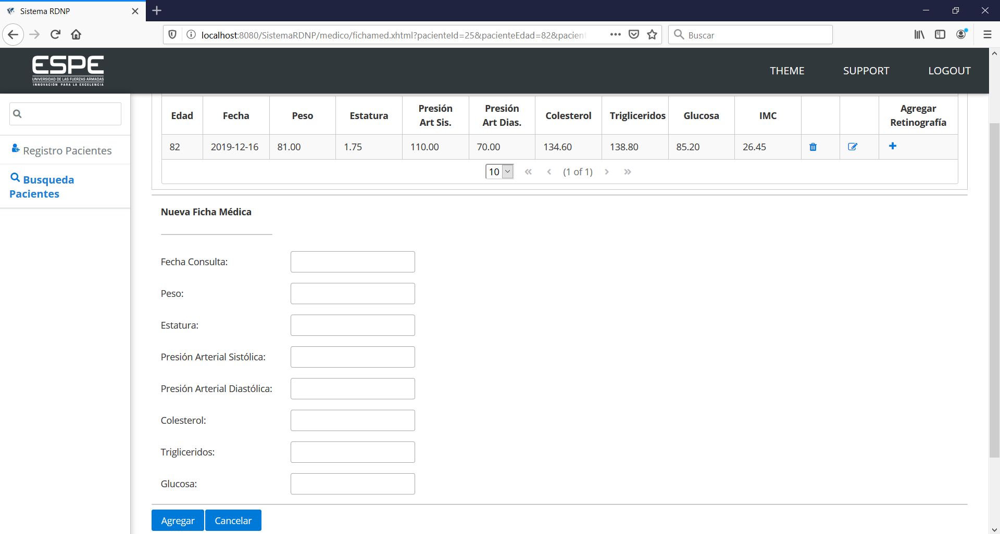 Sistema RDNP
localhost:8080/SistemaRDNP/medico/fichamed.xhtml?pacienteId=25&pacienteEdad=82&pacient
Buscar
ESPE
UNIVERSIDAD DE LAS FUERZAS ARMADAS
INNOVACIÓN PARA LA EXCELENCIA
THEME
SUPPORT
LOGOUT
Registro Pacientes
Busqueda
Pacientes
Edad
Fecha
Peso
Estatura
Presión
Art Sis.
Presión
Art Dias.
Colesterol
Trigliceridos
Glucosa
IMC
Agregar
Retinografía
82
2019-12-16
81.00
1.75
110.00
70.00
134.60
138.80
85.20
26.45
10
(1 of 1)
Nueva Ficha Médica
Fecha Consulta:
Peso:
Estatura:
Presión Arterial Sistólica:
Presión Arterial Diastólica:
Colesterol:
Trigliceridos:
Glucosa:
Agregar
Cancelar